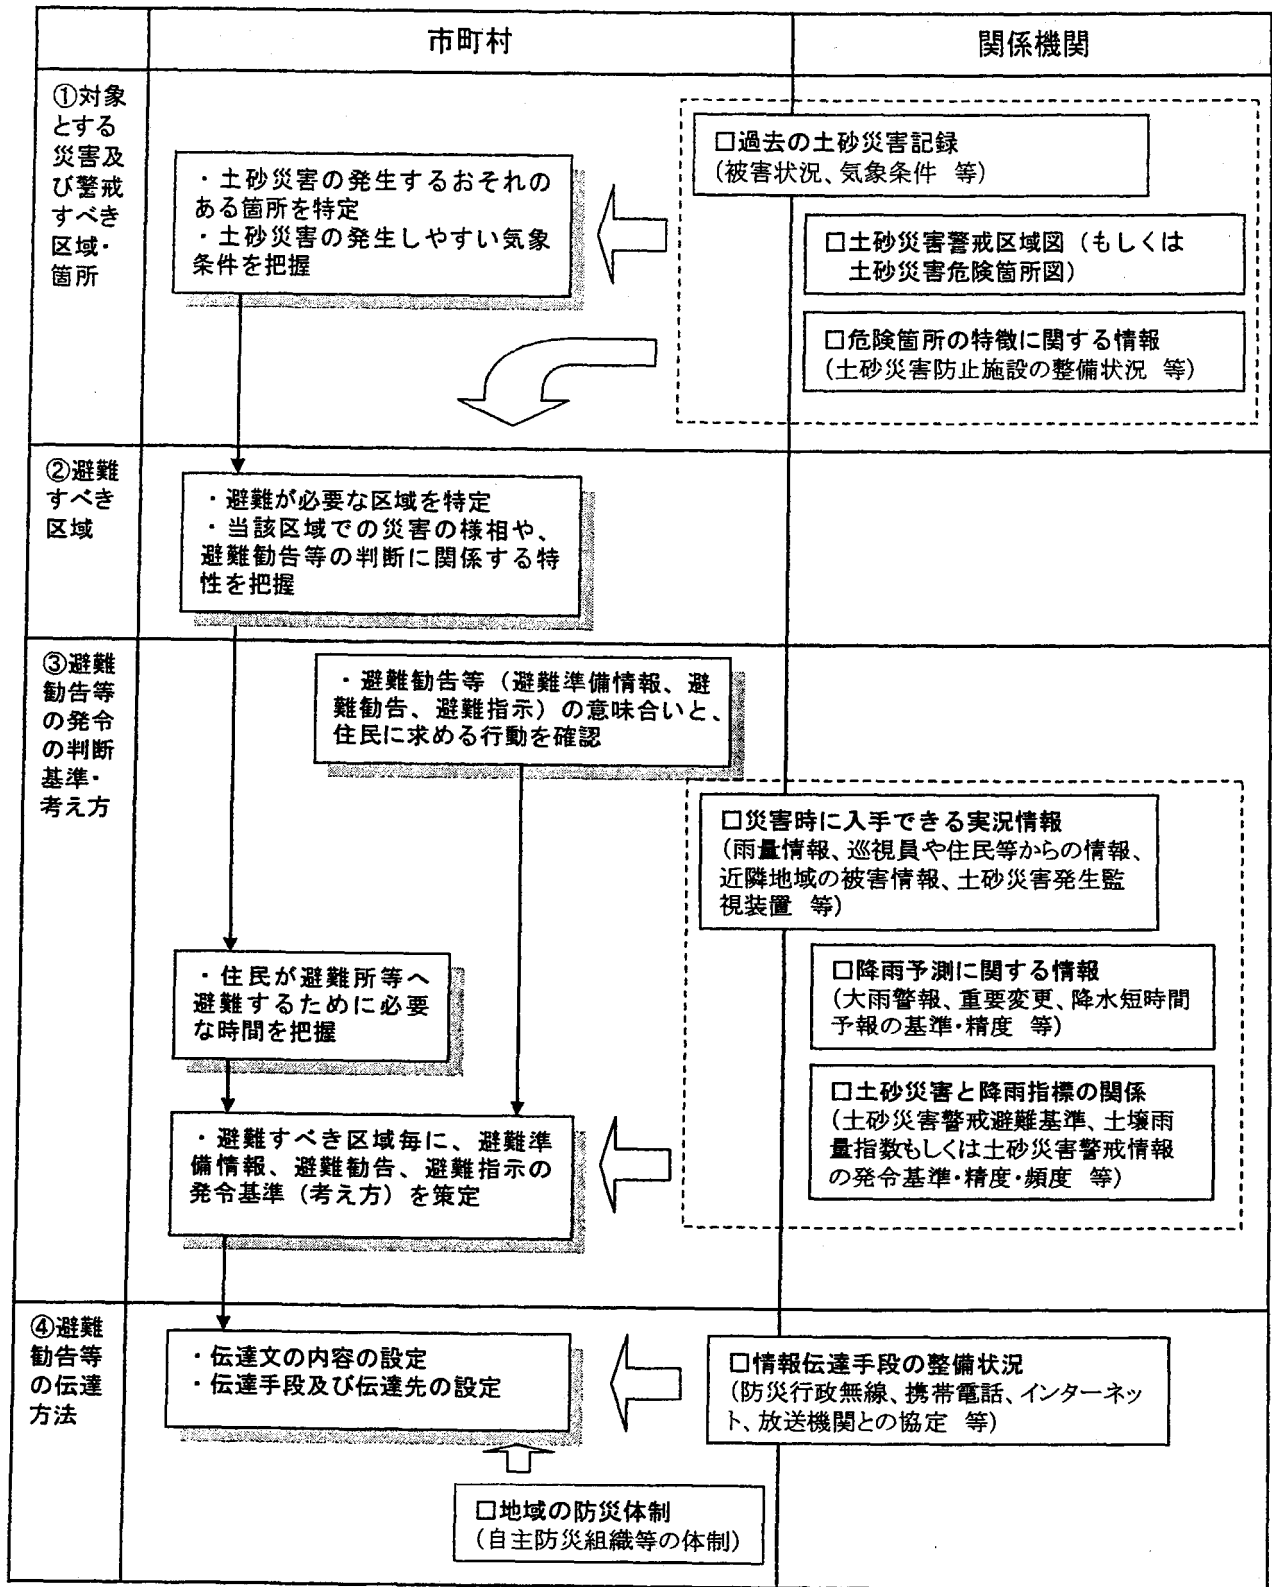 市町村
関係機関
①対象
とする
災害及
び警戒
すべき
区域・
箇所
・土砂災害の発生するおそれの
ある箇所を特定
・土砂災害の発生しやすい気象
条件を把握
□過去の土砂災害記録
(被害状況、気象条件 等)
□土砂災害警戒区域図(もしくは
土砂災害危険箇所図)
□危険箇所の特徴に関する情報
(土砂災害防止施設の整備状況 等)
②避難
すべき
区域
・避難が必要な区域を特定
・当該区域での災害の様相や、
避難勧告等の判断に関係する特
性を把握
③避難
勧告等
の発令
の判断
基準・
考え方
・避難勧告等(避難準備情報、避
難勧告、避難指示)の意味合いと、
住民に求める行動を確認
□災害時に入手できる実況情報
(雨量情報、巡視員や住民等からの情報、
近隣地域の被害情報、土砂災害発生監
視装置 等)
・住民が避難所等へ
避難するために必要
な時間を把握
□降雨予測に関する情報
(大雨警報、重要変更、降水短時間
予報の基準・精度 等)
□土砂災害と降雨指標の関係
(土砂災害警戒避難基準、土壌雨
量指数もしくは土砂災害警戒情報
の発令基準・精度・頻度 等)
・避難すべき区域毎に、避難準
備情報、避難勧告、避難指示の
発令基準(考え方)を策定
④避難
勧告等
の伝達
方法
・伝達文の内容の設定
・伝達手段及び伝達先の設定
□情報伝達手段の整備状況
(防災行政無線、携帯電話、インターネッ
ト、放送機関との協定 等)
□地域の防災体制
(自主防災組織等の体制)